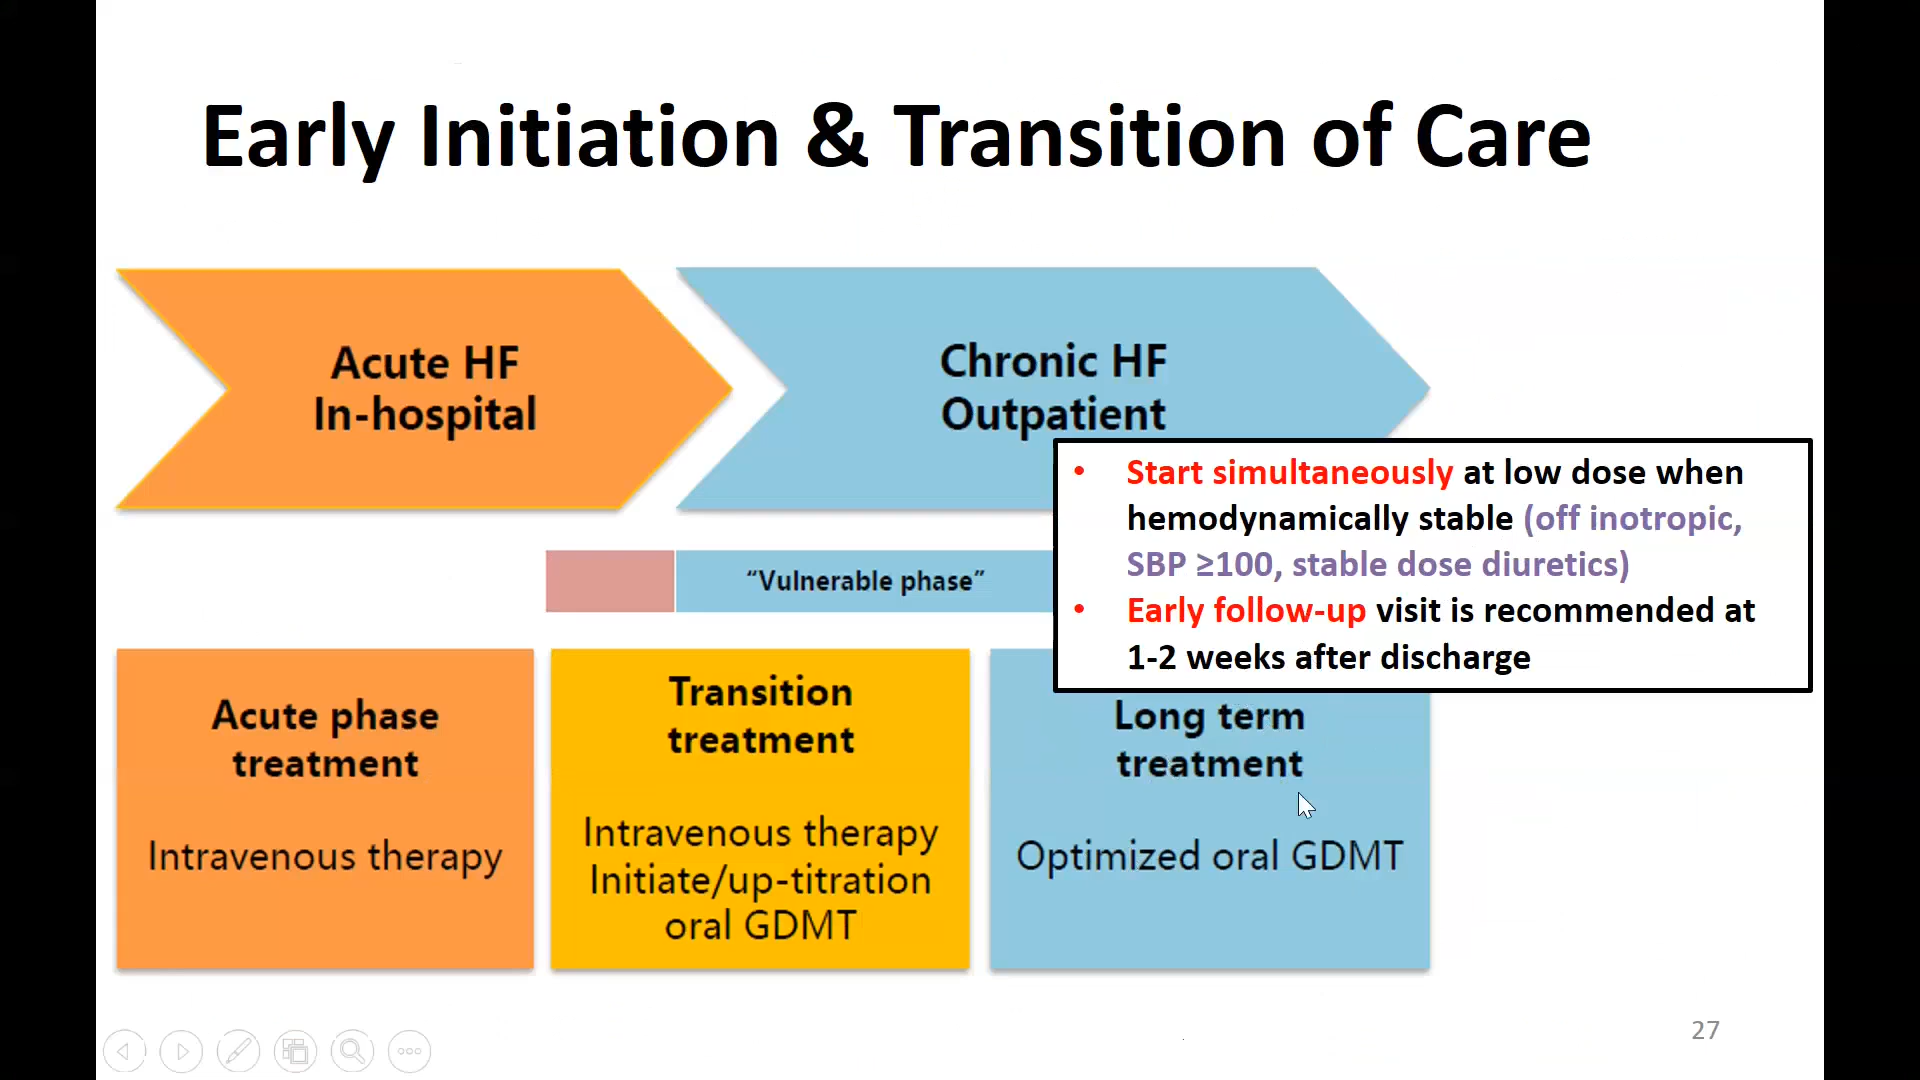 Early Initiation & Transition of Care
Acute HF
In-hospital
Chronic HF
Outpatient
• Start simultaneously at low dose when
hemodynamically stable (off inotropic,
SBP ≥100, stable dose diuretics)
• Early follow-up visit is recommended at
1-2 weeks after discharge
“Vulnerable phase”
Acute phase
treatment
Intravenous therapy
Transition
treatment
Intravenous therapy
Initiate/up-titration
oral GDMT
Long term
treatment
Optimized oral GDMT
27